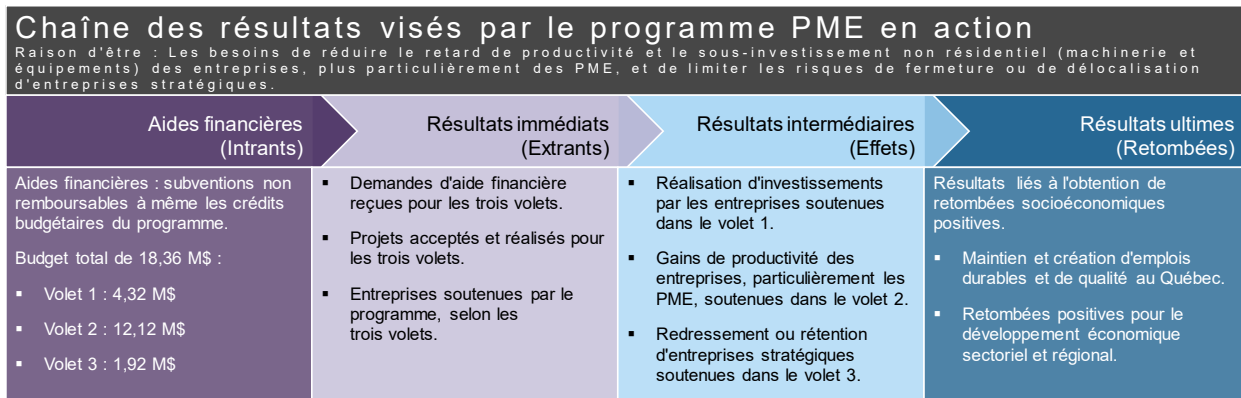 Chaîne des résultats visés par le programme PME en action
Raison d'être : Les besoins de réduire le retard de productivité et le sous-investissement non résidentiel (machinerie et
équipements) des entreprises, plus particulièrement des PME, et de limiter les risques de fermeture ou de délocalisation
d'entreprises stratégiques.
Aides financières
(Intrants)
Résultats immédiats
(Extrants)
Résultats intermédiaires
(Effets)
Résultats ultimes
(Retombées)
Aides financières : subventions non
remboursables à même les crédits
budgétaires du programme.
Budget total de 18,36 M$ :
▪ Volet 1 : 4,32 M$
▪ Volet 2 : 12,12 M$
▪ Volet 3 : 1,92 M$
▪ Demandes d'aide financière
reçues pour les trois volets.
▪ Projets acceptés et réalisés pour
les trois volets.
▪ Entreprises soutenues par le
programme, selon les
trois volets.
▪ Réalisation d'investissements
par les entreprises soutenues
dans le volet 1.
▪ Gains de productivité des
entreprises, particulièrement les
PME, soutenues dans le volet 2.
▪ Redressement ou rétention
d'entreprises stratégiques
soutenues dans le volet 3.
Résultats liés à l'obtention de
retombées socioéconomiques
positives.
▪ Maintien et création d'emplois
durables et de qualité au Québec.
▪ Retombées positives pour le
développement économique
sectoriel et régional.